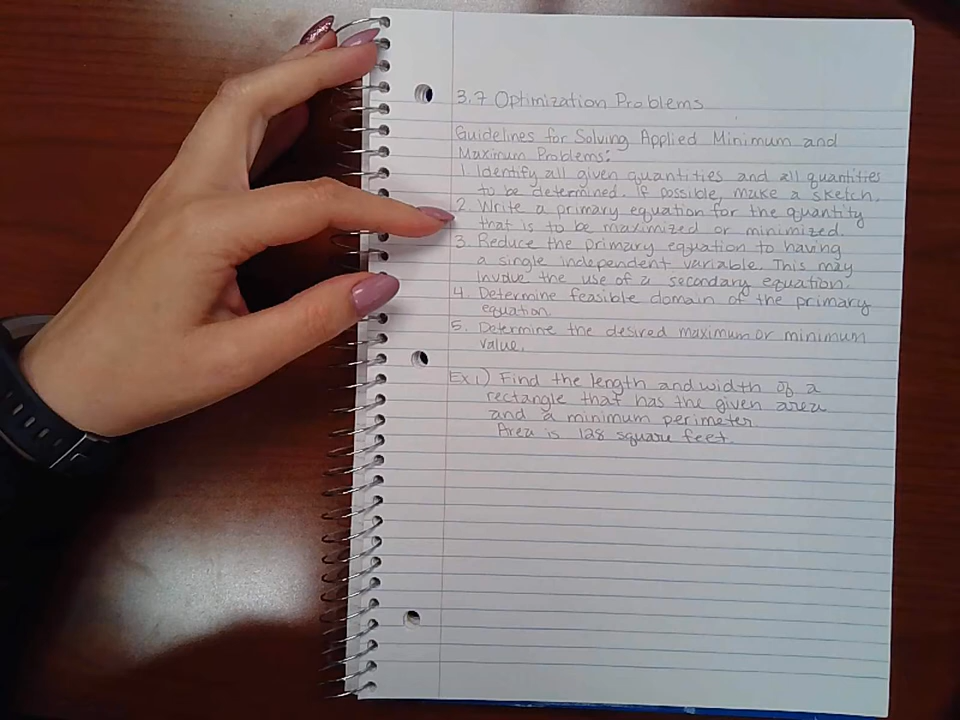 3.7 Optimization Problems
Guidelines for Solving Applied Minimum and
Maximum Problems:
1. Identify all given quantities and all quantities
to be determined. If possible, make a sketch.
2. Write a primary equation for the quantity
that is to be maximized or minimized.
3. Reduce the primary equation to having
a single independent variable. This may
involve the use of a secondary equation.
4. Determine feasible domain of the primary
equation.
5. Determine the desired maximum or minimum
value.
Ex 1) Find the length and width of a
rectangle that has the given area
and a minimum perimeter.
Area is 128 square feet.